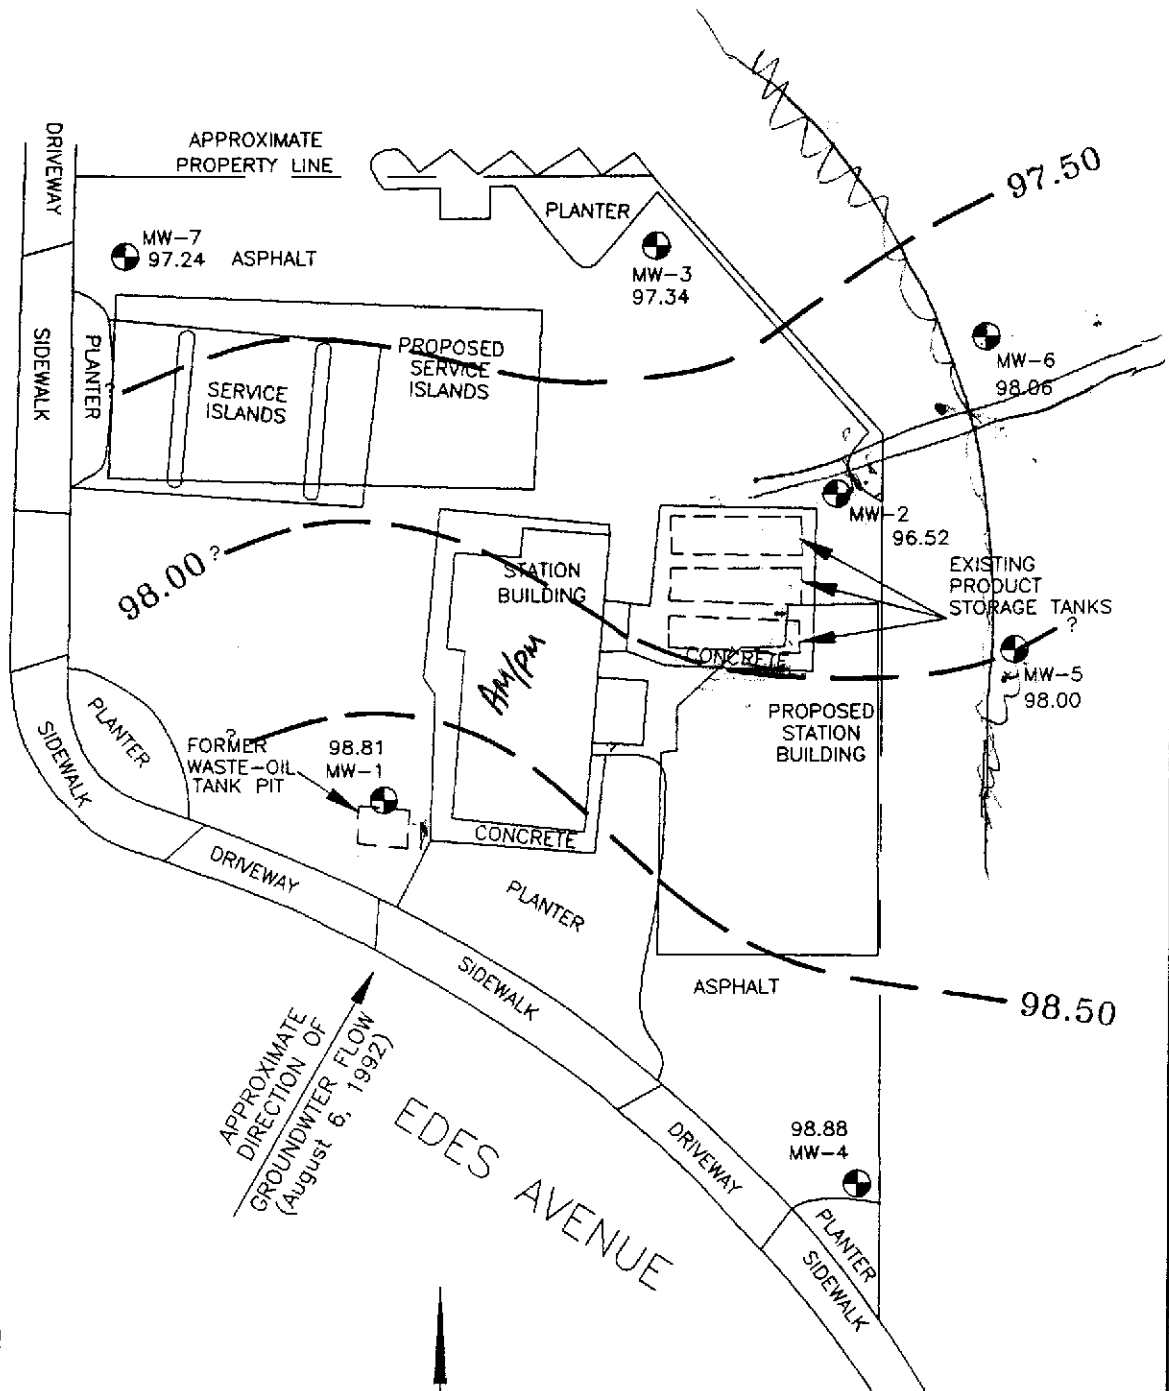 DRIVEWAY
APPROXIMATE
PROPERTY LINE
97.50
PLANTER
MW-7
97.24
ASPHALT
MW-3
97.34
SIDEWALK
PLANTER
PROPOSED
SERVICE
ISLANDS
SERVICE
ISLANDS
MW-6
98.06
MW-2
96.52
98.00 ?
STATION
BUILDING
EXISTING
PRODUCT
STORAGE TANKS
?
AM/PM
CONCRETE
MW-5
98.00
PLANTER
SIDEWALK
PROPOSED
STATION
BUILDING
?
FORMER
WASTE-OIL
TANK PIT
98.81
MW-1
CONCRETE
DRIVEWAY
PLANTER
SIDEWALK
ASPHALT
98.50
APPROXIMATE
DIRECTION OF
GROUNDWTER FLOW
(August 6, 1992)
EDES AVENUE
DRIVEWAY
98.88
MW-4
PLANTER
SIDEWALK